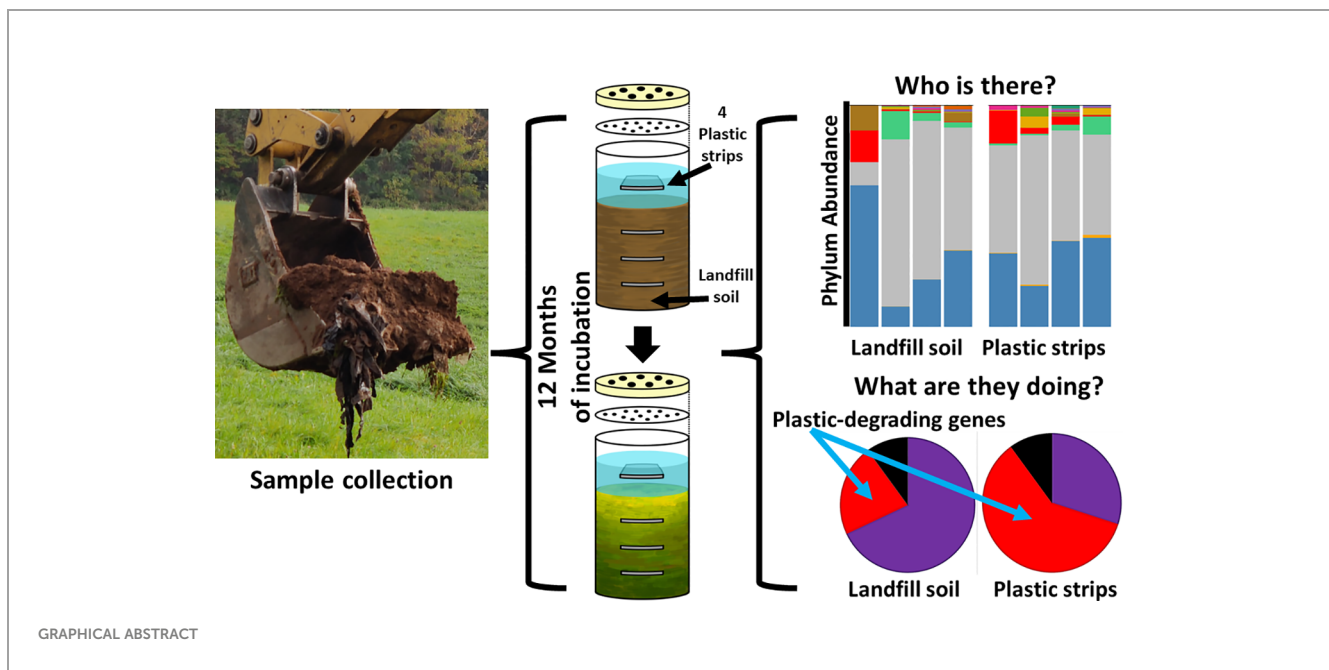 Sample collection
12 Months
of incubation
4
Plastic
strips
Landfill
soil
Who is there?
Phylum Abundance
Landfill soil
Plastic strips
What are they doing?
Plastic-degrading genes
Landfill soil
Plastic strips
GRAPHICAL ABSTRACT